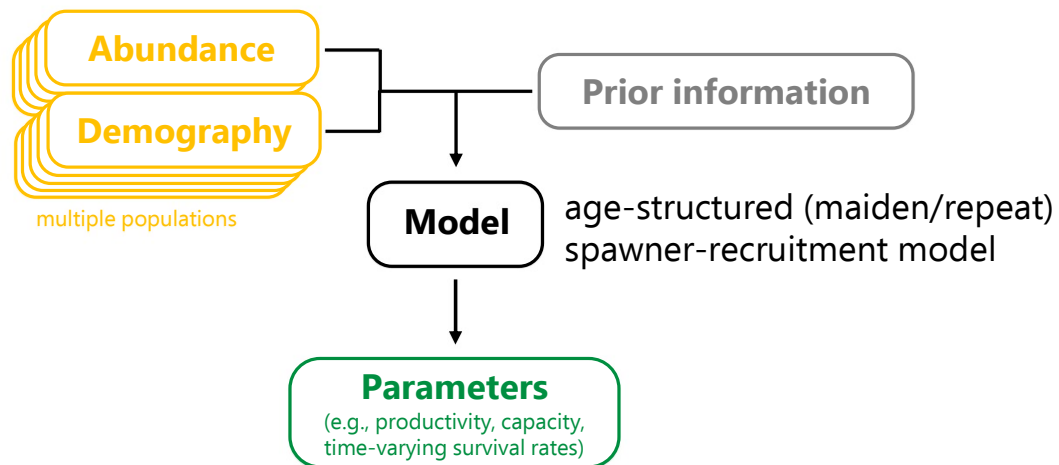 Abundance
Prior information
Demography
multiple populations
Model
age-structured (maiden/repeat)
spawner-recruitment model
Parameters
(e.g., productivity, capacity,
time-varying survival rates)